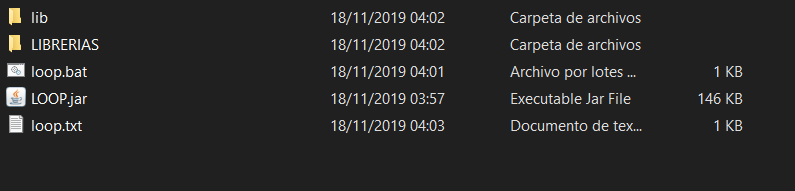 lib 18/11/2019 04:02 Carpeta de archivos
LIBRERIAS 18/11/2019 04:02 Carpeta de archivos
loop.bat 18/11/2019 04:01 Archivo por lotes ... 1 KB
LOOP.jar 18/11/2019 03:57 Executable Jar File 146 KB
loop.txt 18/11/2019 04:03 Documento de tex... 1 KB